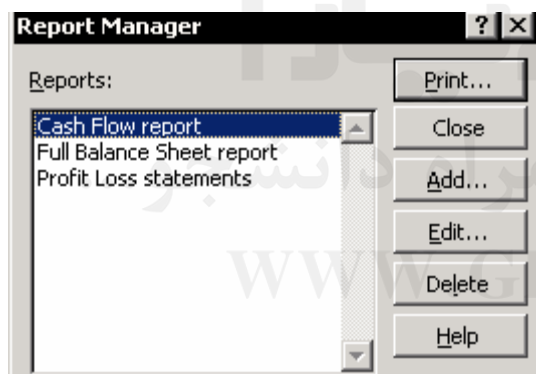 Report Manager
Reports:
Print...
Cash Flow report
Full Balance Sheet report
Profit Loss statements
Close
Add...
Edit...
Delete
Help
WWW.G